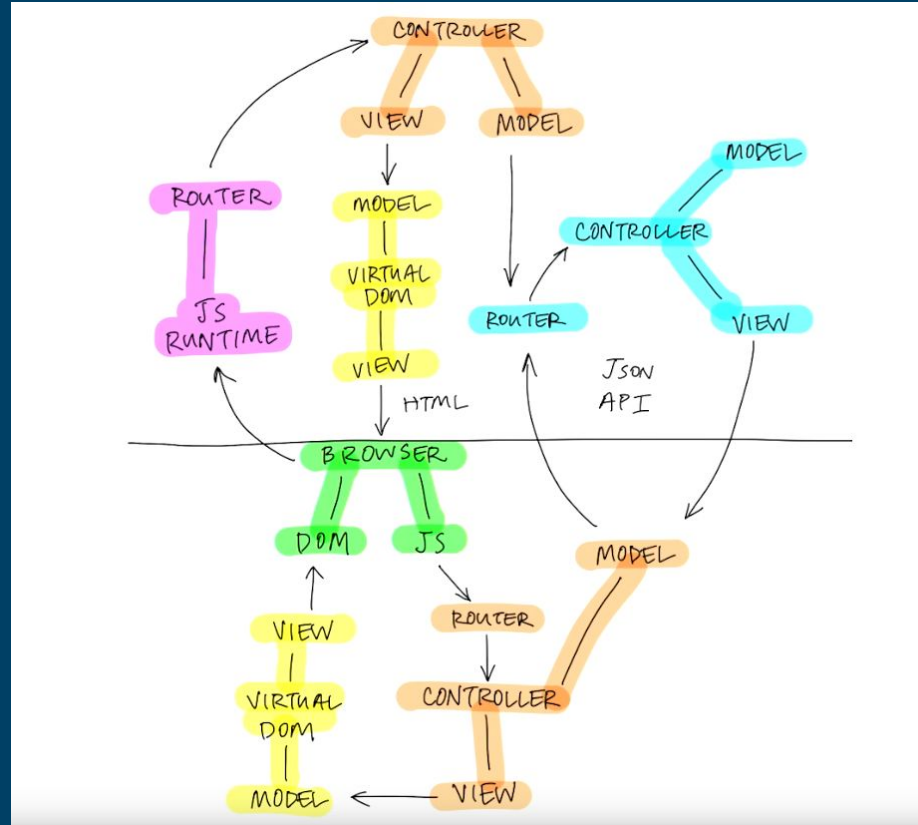 CONTROLLER
VIEW
MODEL
MODEL
ROUTER
MODEL
CONTROLLER
VIRTUAL
DOM
JS
RUNTIME
ROUTER
VIEW
VIEW
JSON
API
HTML
BROWSER
DOM
JS
MODEL
ROUTER
VIEW
CONTROLLER
VIRTUAL
DOM
VIEW
MODEL